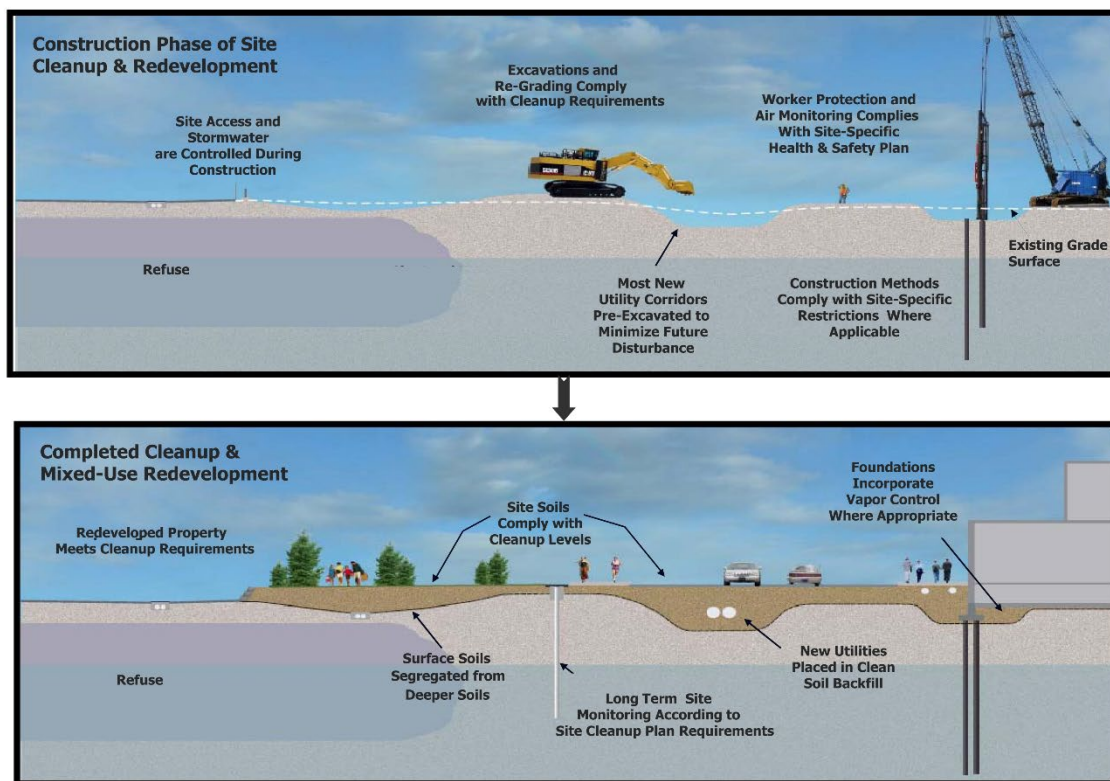 Construction Phase of Site
Cleanup & Redevelopment
Excavations and
Re-Grading Comply
with Cleanup Requirements
Worker Protection and
Air Monitoring Complies
With Site-Specific
Health & Safety Plan
Site Access and
Stormwater
are Controlled During
Construction
Refuse
Most New
Utility Corridors
Pre-Excavated to
Minimize Future
Disturbance
Construction Methods
Comply with Site-Specific
Restrictions Where
Applicable
Existing Grade
Surface
Completed Cleanup &
Mixed-Use Redevelopment
Redeveloped Property
Meets Cleanup Requirements
Site Soils
Comply with
Cleanup Levels
Foundations
Incorporate
Vapor Control
Where Appropriate
Refuse
Surface Soils
Segregated from
Deeper Soils
Long Term Site
Monitoring According to
Site Cleanup Plan Requirements
New Utilities
Placed in Clean
Soil Backfill